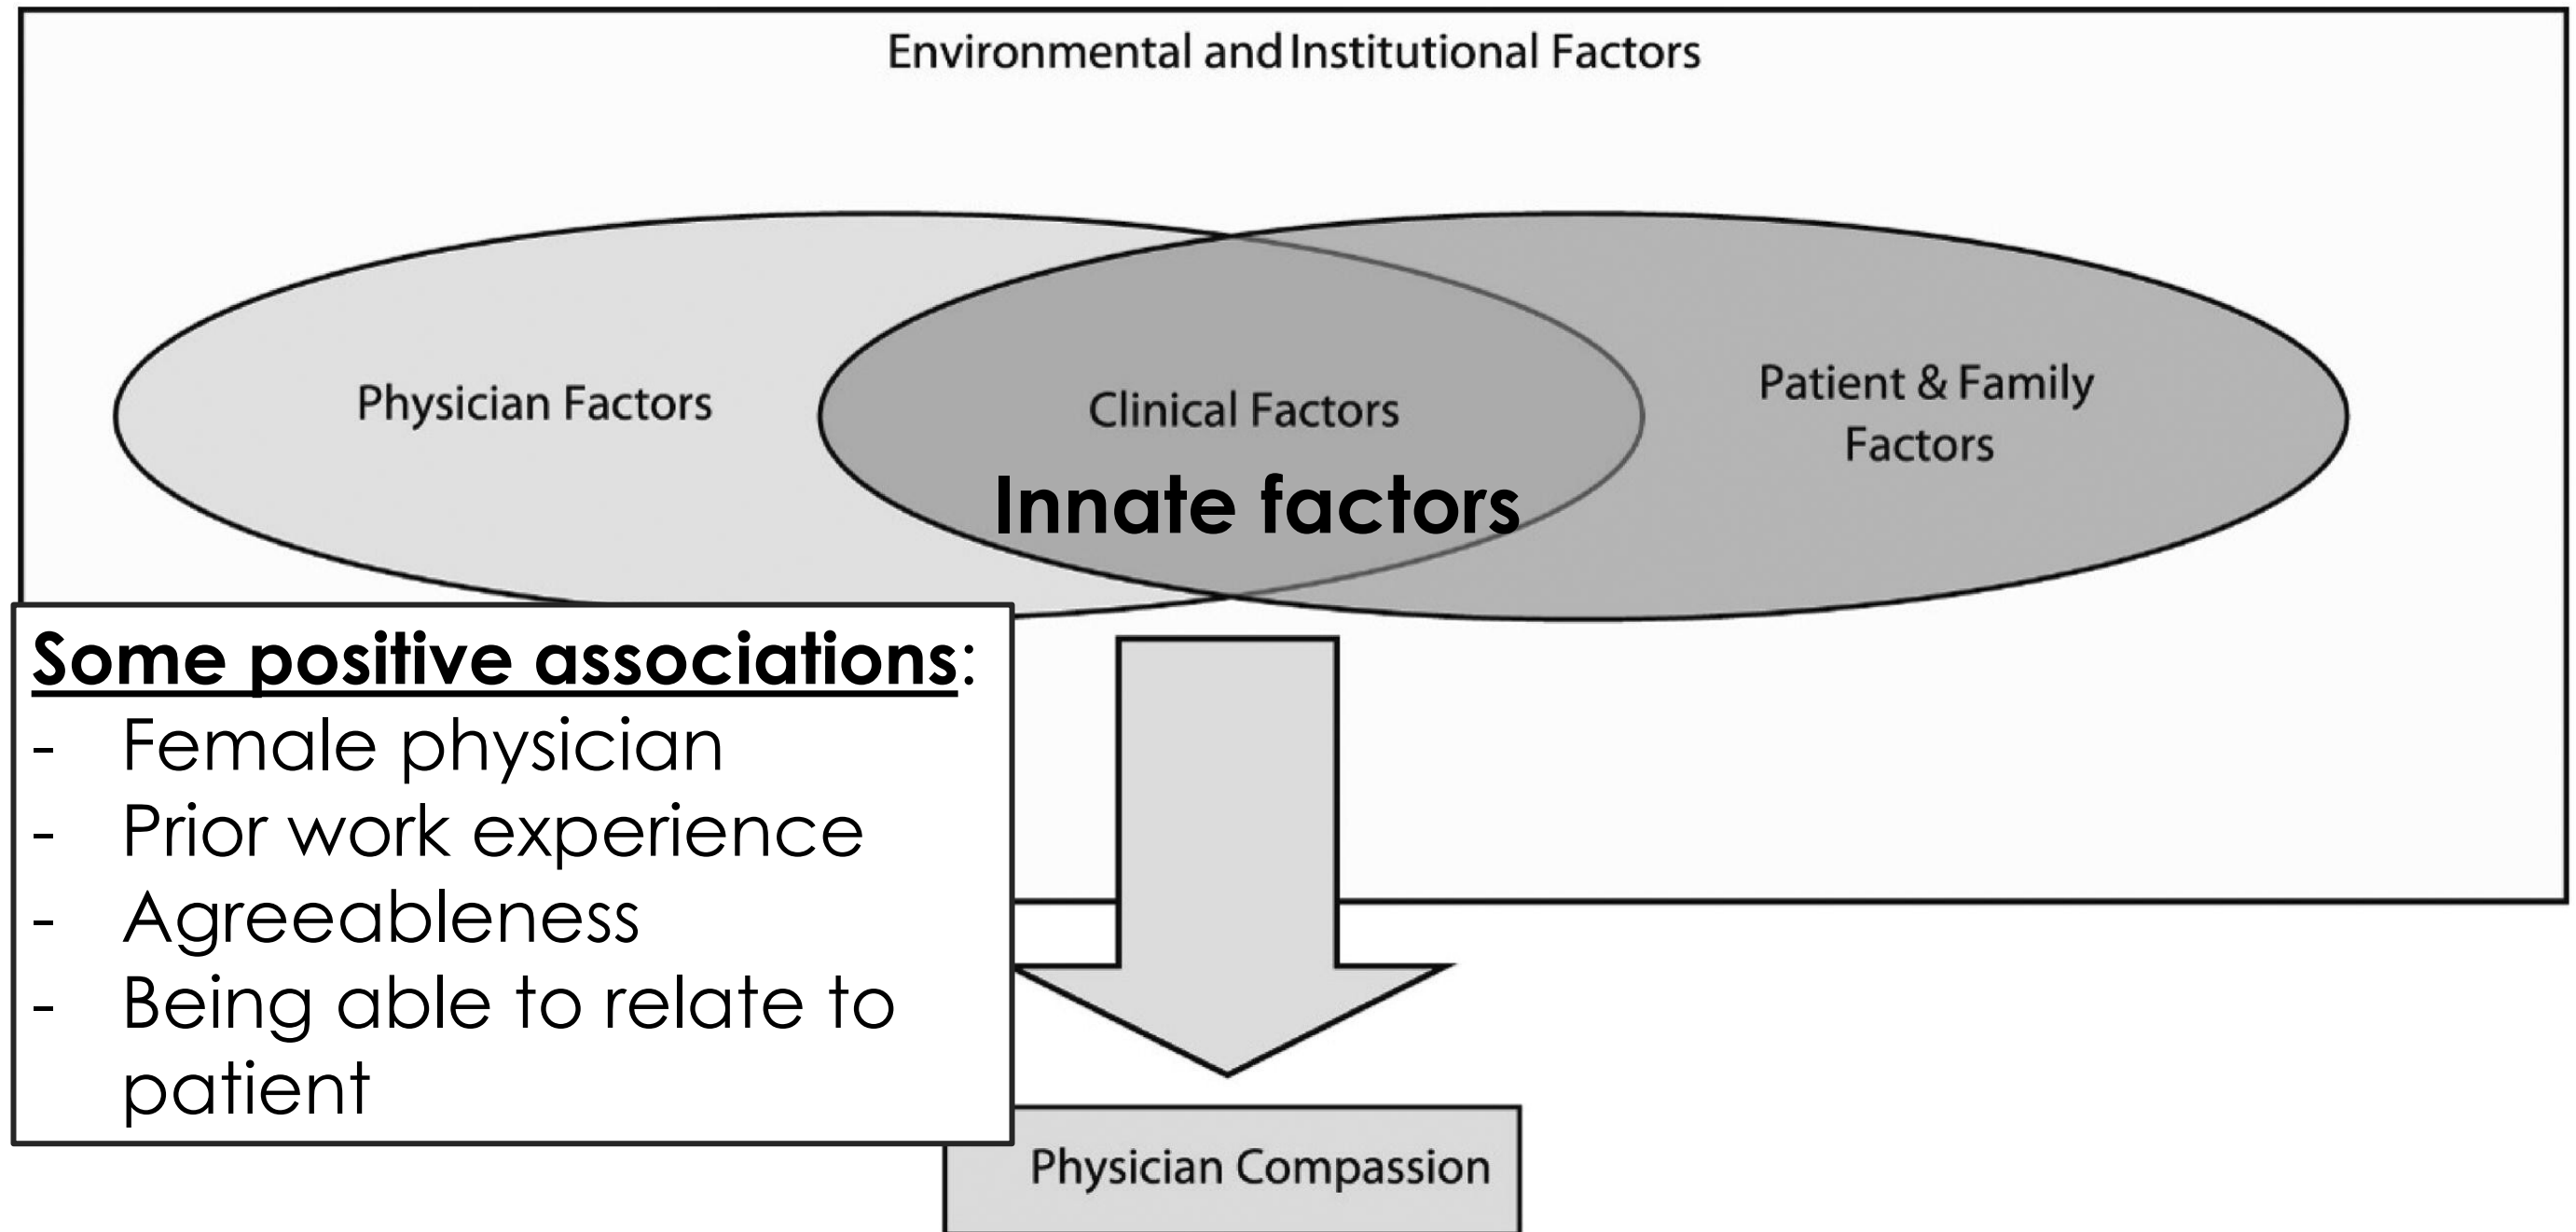 Environmental and Institutional Factors
Physician Factors
Clinical Factors
Patient & Family
Factors
Innate factors
Some positive associations:
- Female physician
- Prior work experience
- Agreeableness
- Being able to relate to
patient
Physician Compassion